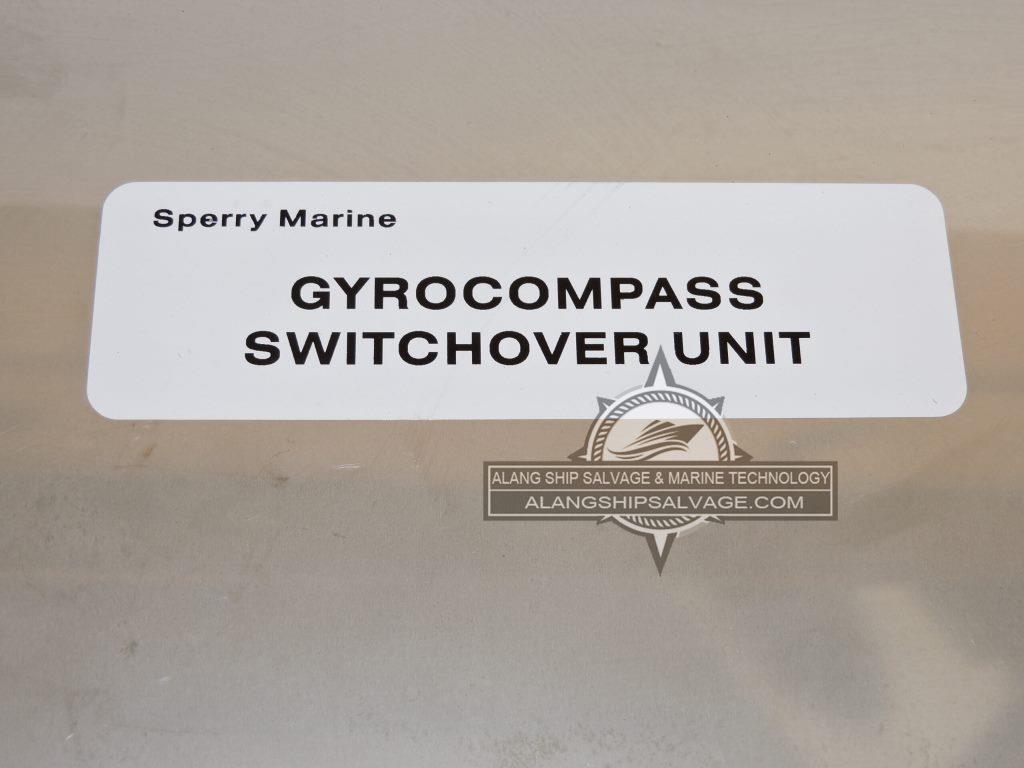 Sperry Marine
GYROCOMPASS
SWITCHOVER UNIT
ALANG SHIP SALVAGE & MARINE TECHNOLOGY
ALANGSHIPSALVAGE.COM